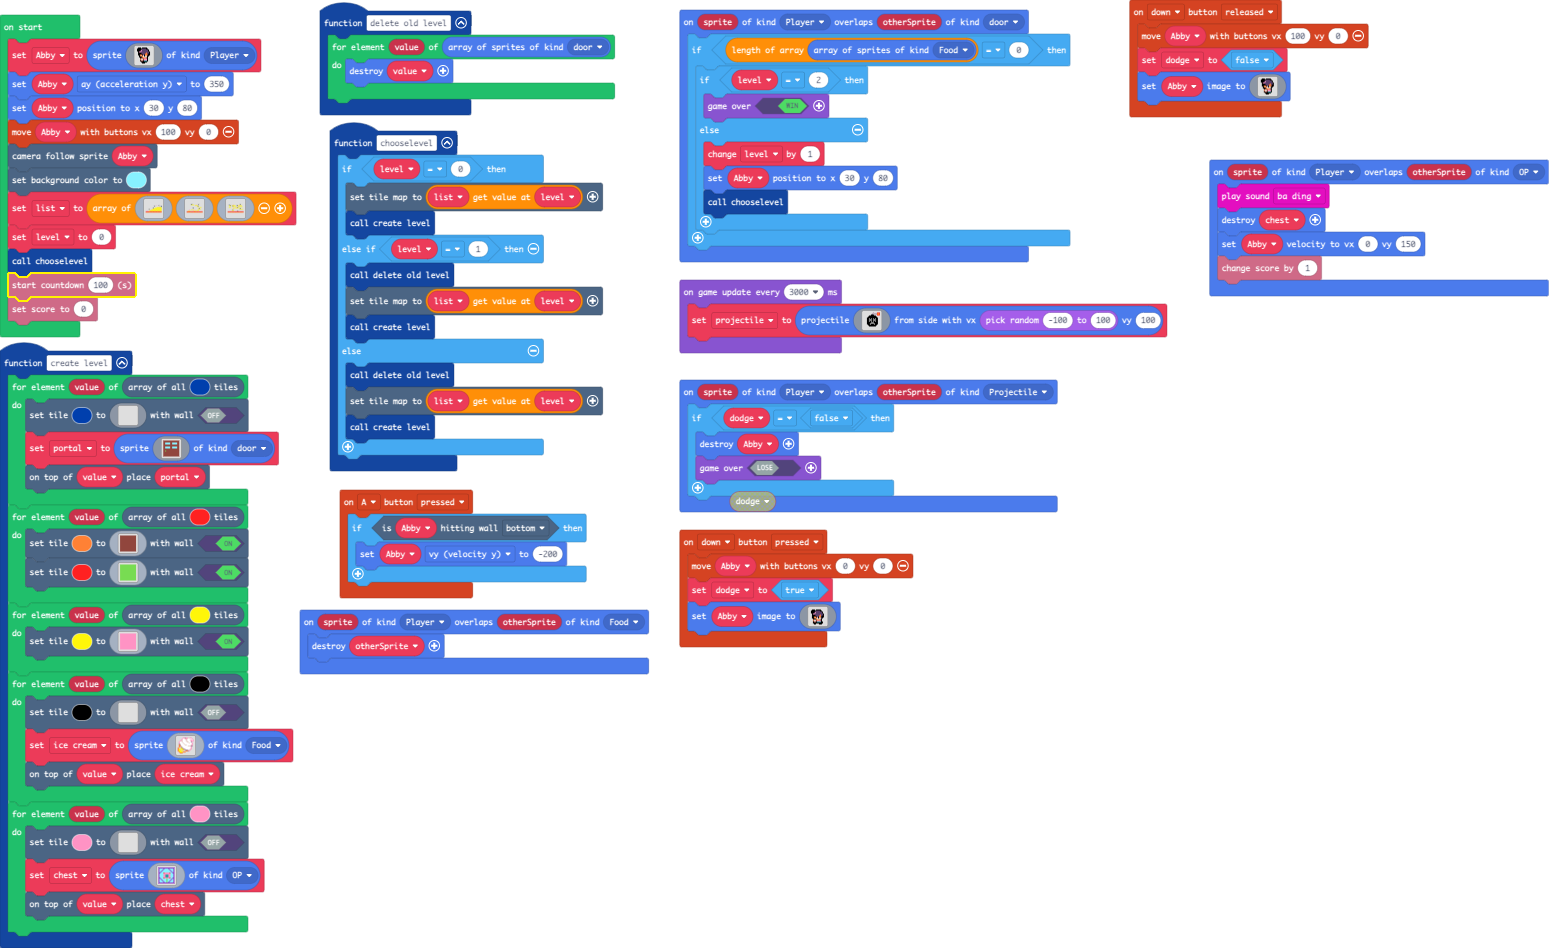 on start
set Abby to sprite of kind Player
set Abby ay (acceleration y) to 350
set Abby position to x 30 y 80
move Abby with buttons vx 100 vy 0
camera follow sprite Abby
set background color to
set list to array of
set level to 0
call chooselevel
start countdown 100 (s)
set score to 0
function create level
for element value of array of all tiles
do
set tile to with wall OFF
set portal to sprite of kind door
on top of value place portal
for element value of array of all tiles
do
set tile to with wall ON
set tile to with wall ON
for element value of array of all tiles
do
set tile to with wall ON
for element value of array of all tiles
do
set tile to with wall OFF
set ice cream to sprite of kind Food
on top of value place ice cream
for element value of array of all tiles
do
set tile to with wall OFF
set chest to sprite of kind OP
on top of value place chest
function delete old level
for element value of array of sprites of kind door
do
destroy value
function chooselevel
if level = 0 then
set tile map to list get value at level
call create level
else if level = 1 then
call delete old level
set tile map to list get value at level
call create level
else
call delete old level
set tile map to list get value at level
call create level
on A button pressed
if is Abby hitting wall bottom then
set Abby vy (velocity y) to -200
on sprite of kind Player overlaps otherSprite of kind Food
destroy otherSprite
on sprite of kind Player overlaps otherSprite of kind door
if length of array array of sprites of kind Food = 0 then
if level = 2 then
game over WIN
else
change level by 1
set Abby position to x 30 y 80
call chooselevel
on game update every 3000 ms
set projectile to projectile from side with vx pick random -100 to 100 vy 100
on sprite of kind Player overlaps otherSprite of kind Projectile
if dodge = false then
destroy Abby
game over LOSE
dodge
on down button pressed
move Abby with buttons vx 0 vy 0
set dodge to true
set Abby image to
on down button released
move Abby with buttons vx 100 vy 0
set dodge to false
set Abby image to
on sprite of kind Player overlaps otherSprite of kind OP
play sound ba ding
destroy chest
set Abby velocity to vx 0 vy 150
change score by 1